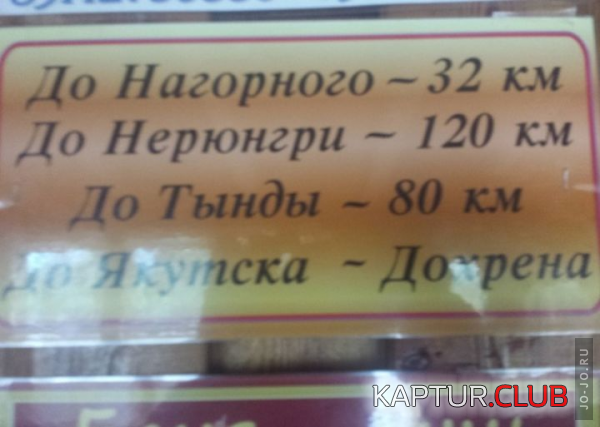 До Нагорного ~ 32 км
До Нерюнгри ~ 120 км
До Тынды ~ 80 км
До Якутска ~ Дохрена
JO-JO.RU
KAPTUR.CLUB